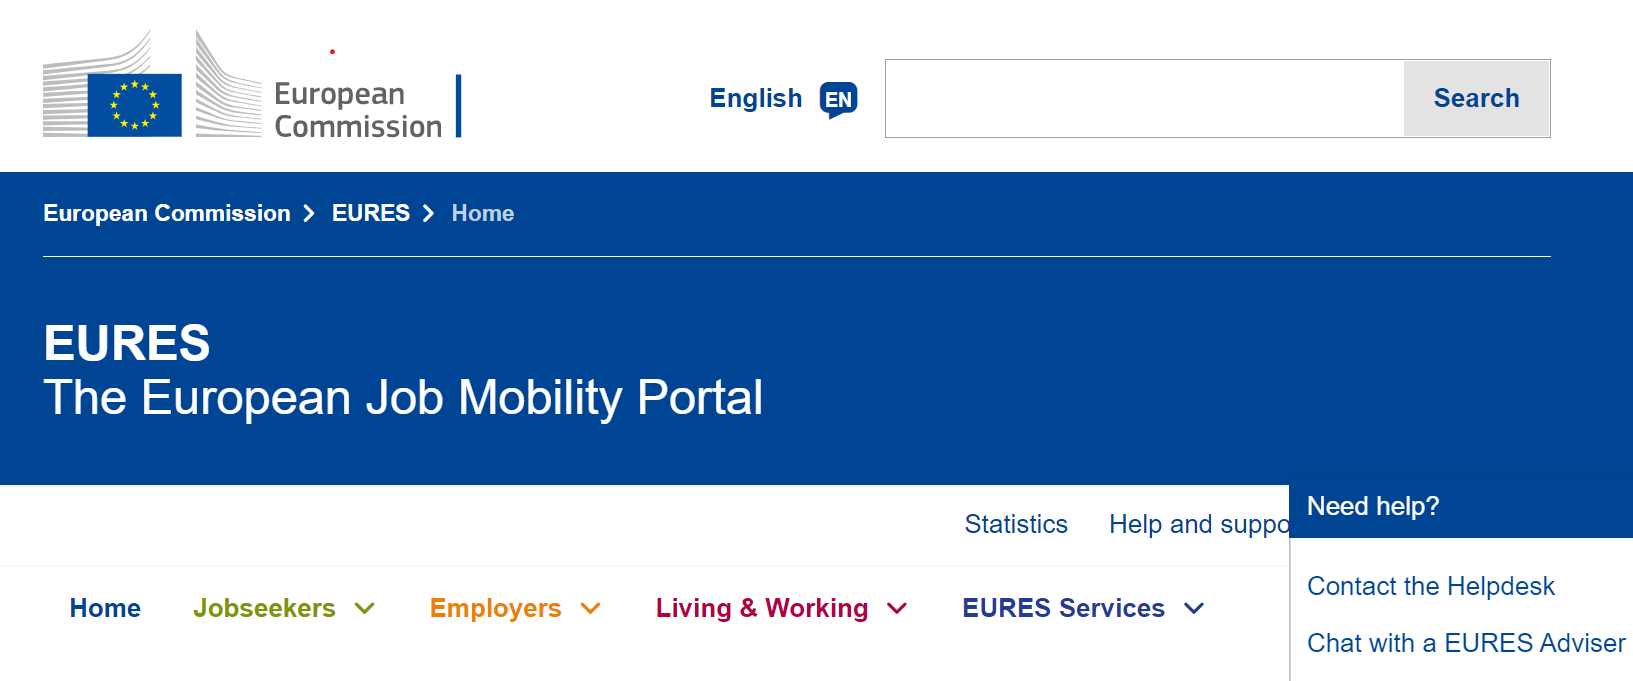 European
Commission
English EN
Search
European Commission > EURES > Home
EURES
The European Job Mobility Portal
Statistics Help and suppo
Need help?
Contact the Helpdesk
Chat with a EURES Adviser
Home Jobseekers Employers Living & Working EURES Services